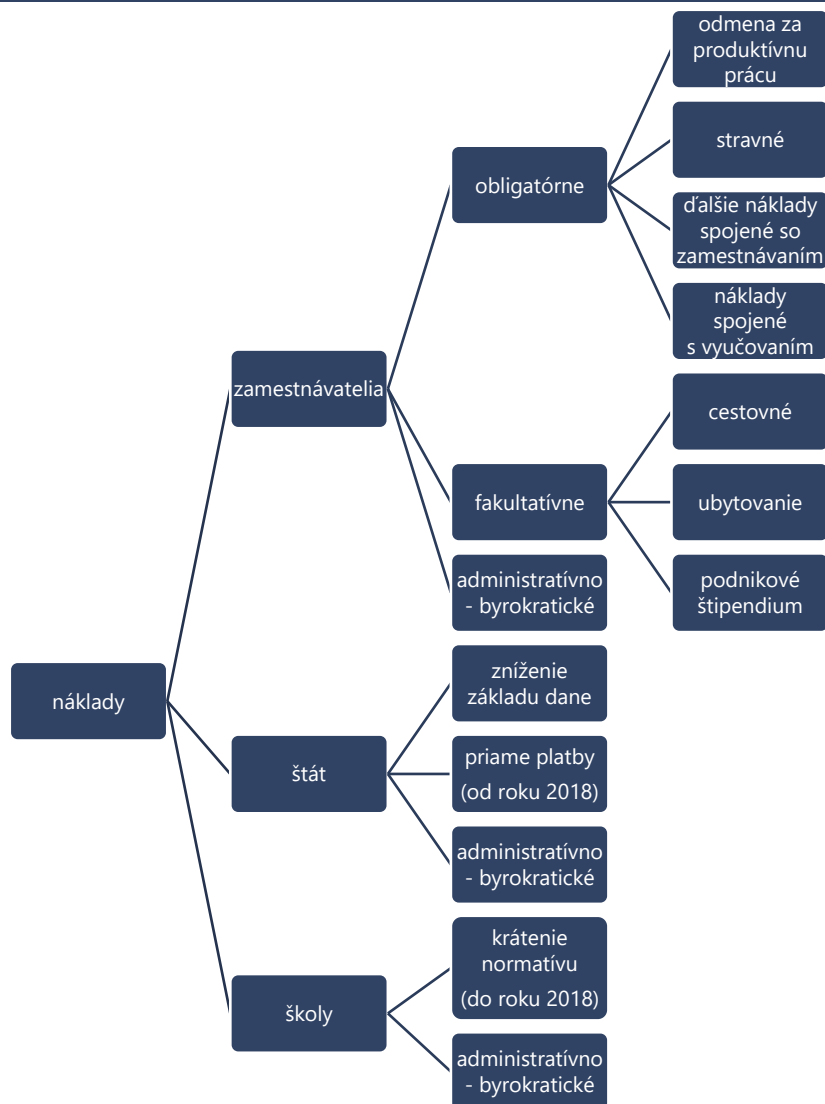 odmena za
produktívnu
prácu
stravné
obligatórne
ďalšie náklady
spojené so
zamestnávaním
náklady
spojené
s vyučovaním
zamestnávatelia
cestovné
fakultatívne
ubytovanie
administratívno
- byrokratické
podnikové
štipendium
náklady
zníženie
základu dane
štát
priame platby
(od roku 2018)
administratívno
- byrokratické
krátenie
normatívu
(do roku 2018)
školy
administratívno
- byrokratické